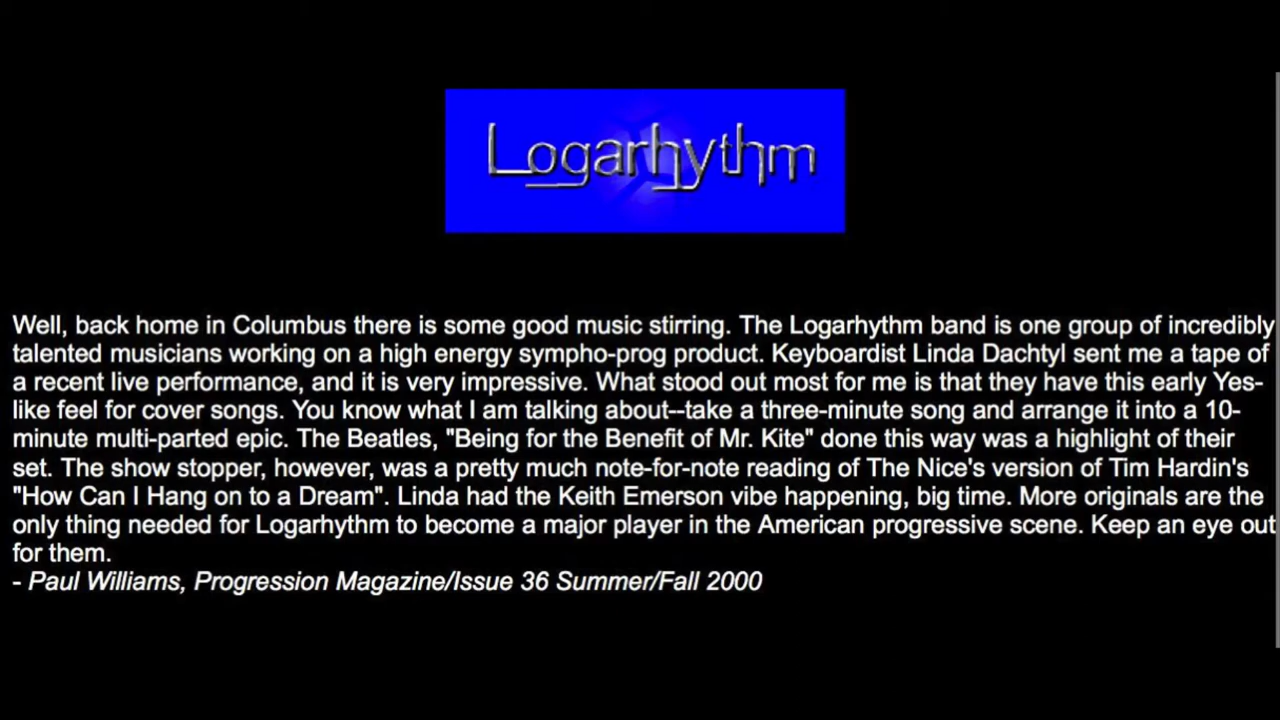 Logarhythm
Well, back home in Columbus there is some good music stirring. The Logarhythm band is one group of incredibly
talented musicians working on a high energy sympho-prog product. Keyboardist Linda Dachtyl sent me a tape of
a recent live performance, and it is very impressive. What stood out most for me is that they have this early Yes-
like feel for cover songs. You know what I am talking about--take a three-minute song and arrange it into a 10-
minute multi-parted epic. The Beatles, "Being for the Benefit of Mr. Kite" done this way was a highlight of their
set. The show stopper, however, was a pretty much note-for-note reading of The Nice's version of Tim Hardin's
"How Can I Hang on to a Dream". Linda had the Keith Emerson vibe happening, big time. More originals are the
only thing needed for Logarhythm to become a major player in the American progressive scene. Keep an eye out
for them.
- Paul Williams, Progression Magazine/Issue 36 Summer/Fall 2000